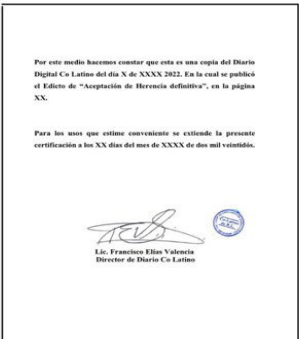 Por este medio hacemos constar que esta es una copia del Diario
Digital Co Latino del día X de XXXX 2022. En la cual se publicó
el Edicto de “Aceptación de Herencia definitiva”, en la página
XX.
Para los usos que estime conveniente se extiende la presente
certificación a los XX días del mes de XXXX de dos mil veintidós.
Lic. Francisco Elías Valencia
Director de Diario Co Latino